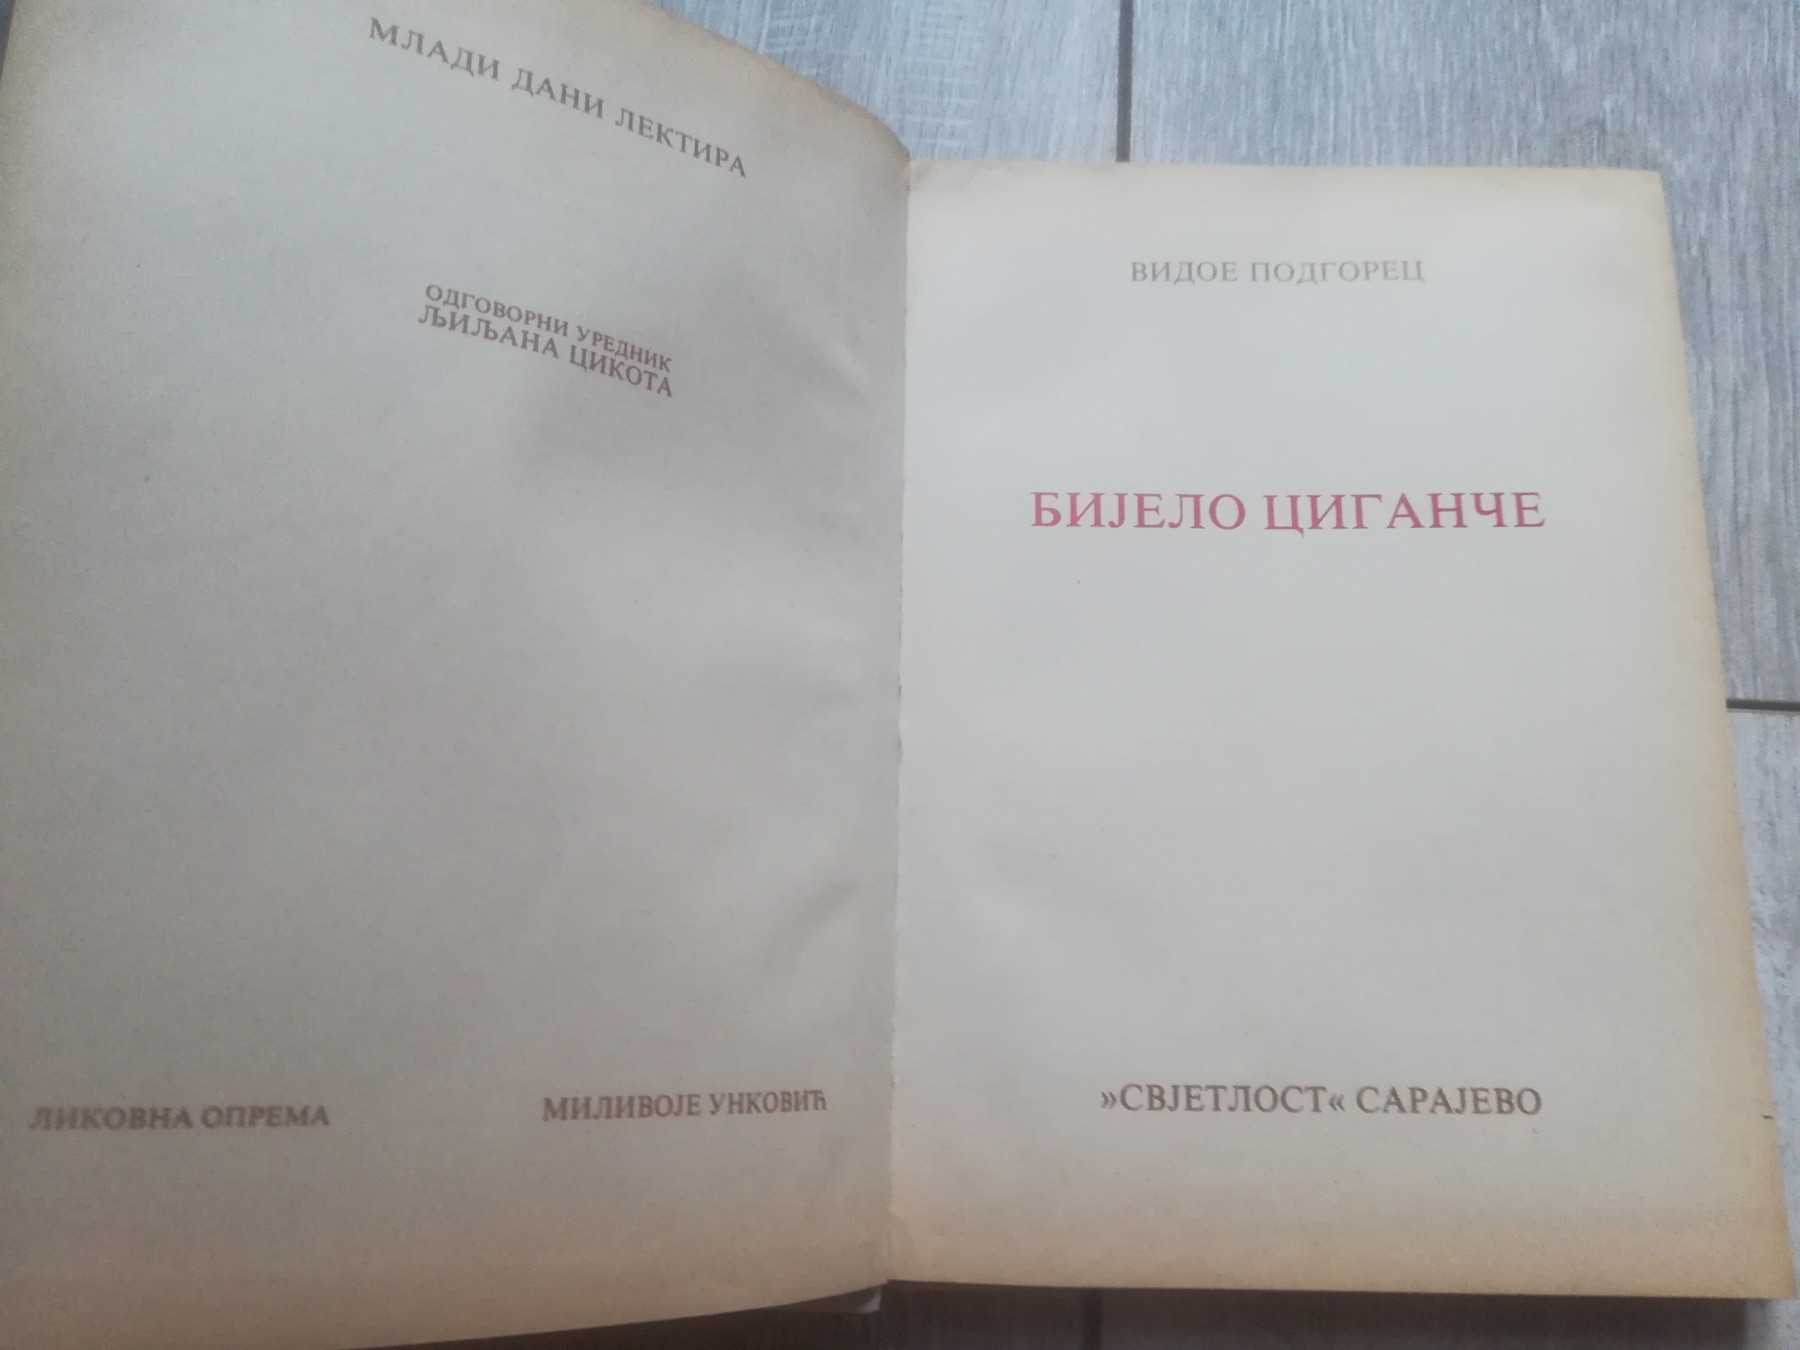 МЛАДИ ДАНИ ЛЕКТИРА
ОДГОВОРНИ УРЕДНИК
ЉИЉАНА ЦИКОТА
ЛИКОВНА ОПРЕМА
МИЛИВОЈЕ УНКОВИЋ
ВИДОЕ ПОДГОРЕЦ
БИЈЕЛО ЦИГАНЧЕ
»СВЈЕТЛОСТ« САРАЈЕВО